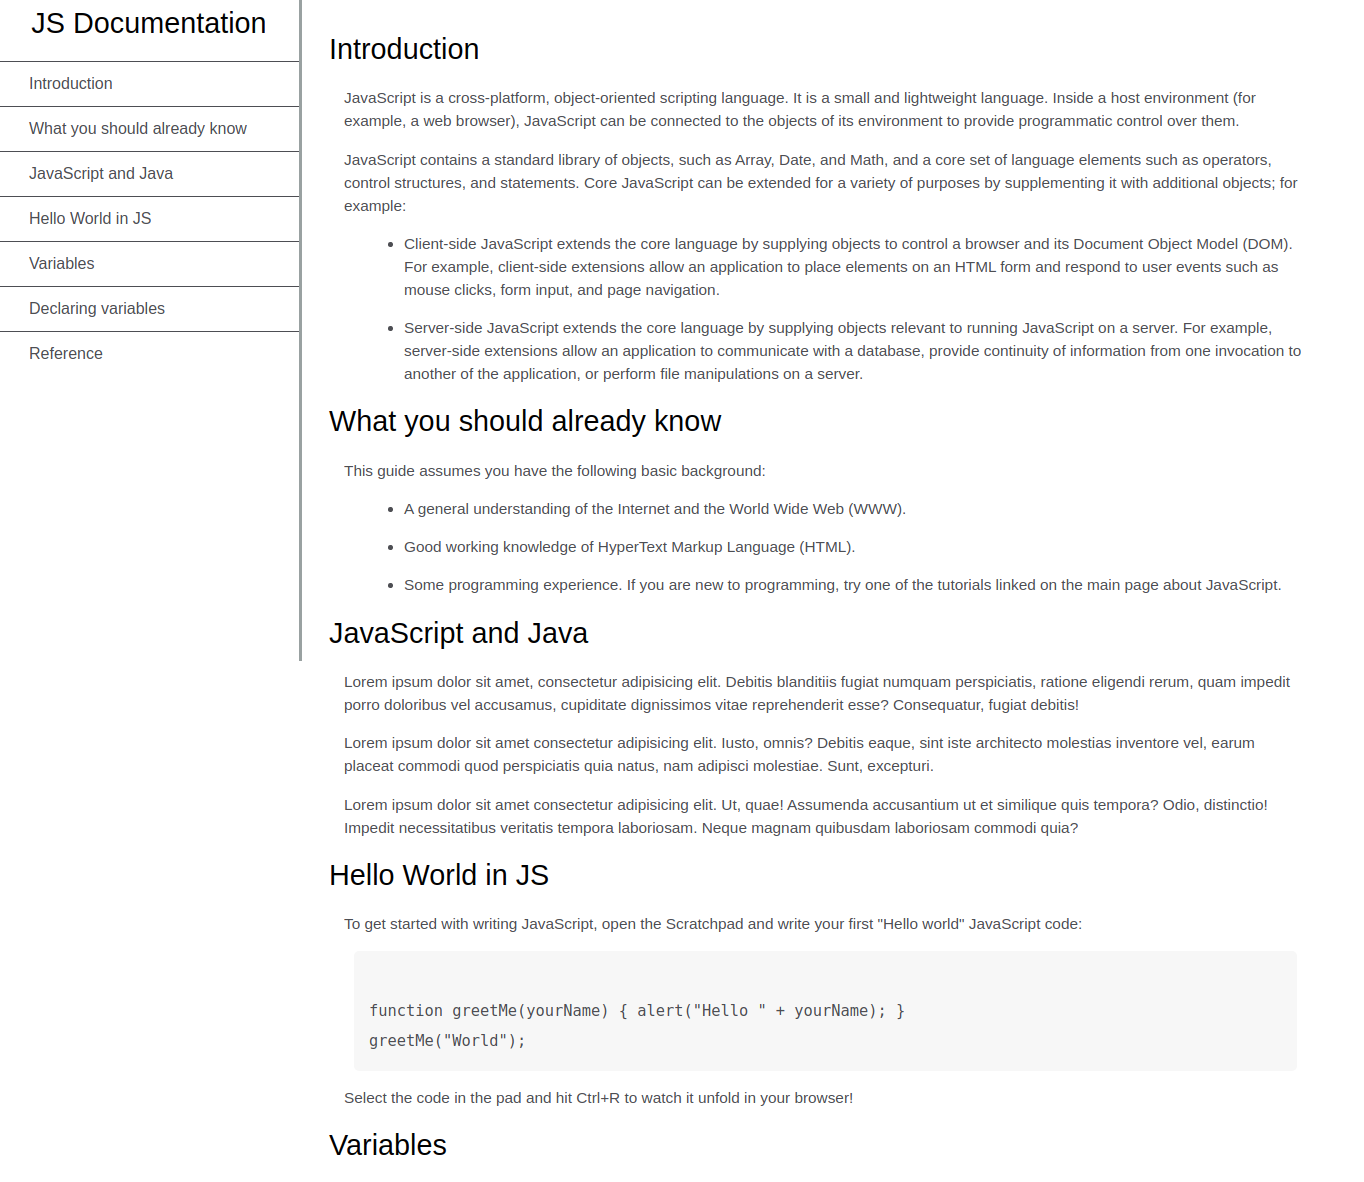 JS Documentation
Introduction
What you should already know
JavaScript and Java
Hello World in JS
Variables
Declaring variables
Reference
Introduction
JavaScript is a cross-platform, object-oriented scripting language. It is a small and lightweight language. Inside a host environment (for
example, a web browser), JavaScript can be connected to the objects of its environment to provide programmatic control over them.
JavaScript contains a standard library of objects, such as Array, Date, and Math, and a core set of language elements such as operators,
control structures, and statements. Core JavaScript can be extended for a variety of purposes by supplementing it with additional objects; for
example:
• Client-side JavaScript extends the core language by supplying objects to control a browser and its Document Object Model (DOM).
For example, client-side extensions allow an application to place elements on an HTML form and respond to user events such as
mouse clicks, form input, and page navigation.
• Server-side JavaScript extends the core language by supplying objects relevant to running JavaScript on a server. For example,
server-side extensions allow an application to communicate with a database, provide continuity of information from one invocation to
another of the application, or perform file manipulations on a server.
What you should already know
This guide assumes you have the following basic background:
• A general understanding of the Internet and the World Wide Web (WWW).
• Good working knowledge of HyperText Markup Language (HTML).
• Some programming experience. If you are new to programming, try one of the tutorials linked on the main page about JavaScript.
JavaScript and Java
Lorem ipsum dolor sit amet, consectetur adipisicing elit. Debitis blanditiis fugiat numquam perspiciatis, ratione eligendi rerum, quam impedit
porro doloribus vel accusamus, cupiditate dignissimos vitae reprehenderit esse? Consequatur, fugiat debitis!
Lorem ipsum dolor sit amet consectetur adipisicing elit. Iusto, omnis? Debitis eaque, sint iste architecto molestias inventore vel, earum
placeat commodi quod perspiciatis quia natus, nam adipisci molestiae. Sunt, excepturi.
Lorem ipsum dolor sit amet consectetur adipisicing elit. Ut, quae! Assumenda accusantium ut et similique quis tempora? Odio, distinctio!
Impedit necessitatibus veritatis tempora laboriosam. Neque magnam quibusdam laboriosam commodi quia?
Hello World in JS
To get started with writing JavaScript, open the Scratchpad and write your first "Hello world" JavaScript code:
function greetMe(yourName) { alert("Hello " + yourName); }
greetMe("World");
Select the code in the pad and hit Ctrl+R to watch it unfold in your browser!
Variables